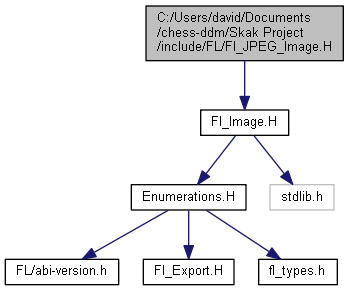 C:/Users/david/Documents
/chess-ddm/Skak Project
/include/FL/Fl_JPEG_Image.H
Fl_Image.H
Enumerations.H
stdlib.h
FL/abi-version.h
Fl_Export.H
fl_types.h